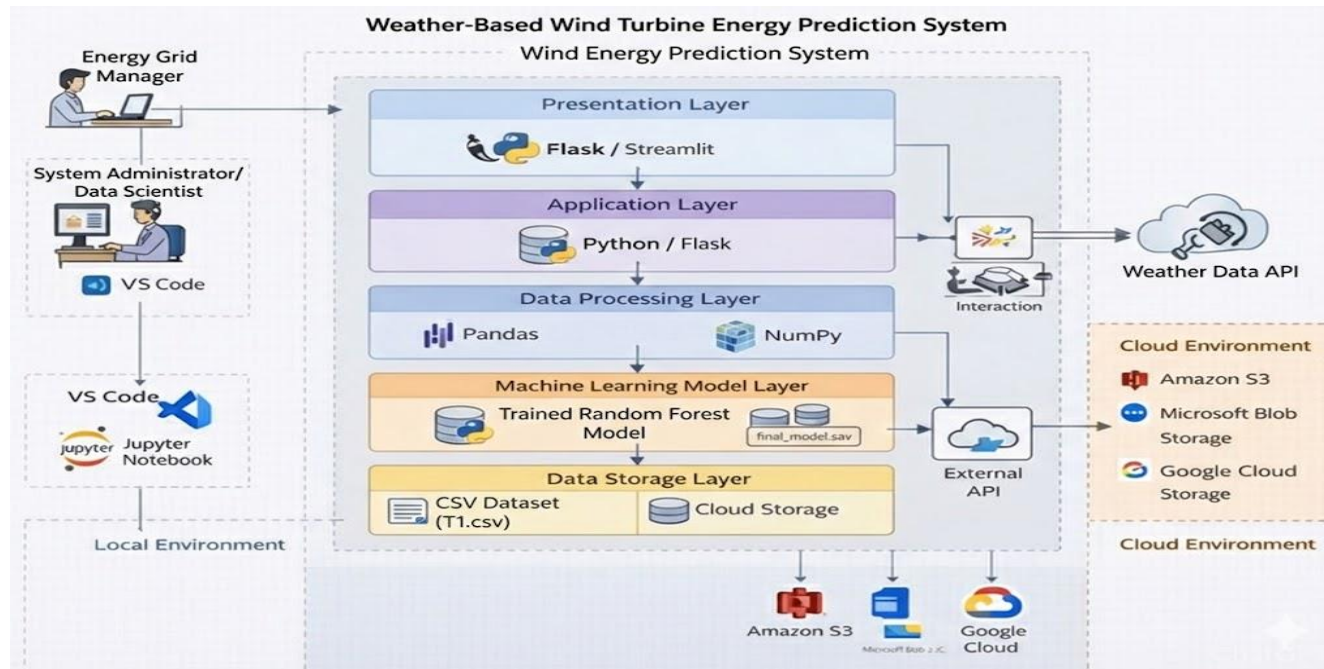 Weather-Based Wind Turbine Energy Prediction System
Wind Energy Prediction System
Energy Grid
Manager
System Administrator/
Data Scientist
VS Code
VS Code
jupyter
Jupyter
Notebook
Local Environment
Presentation Layer
Flask / Streamlit
Application Layer
Python / Flask
Data Processing Layer
Pandas
NumPy
Machine Learning Model Layer
Trained Random Forest
Model
final_model.sav
Data Storage Layer
CSV Dataset
(T1.csv)
Cloud Storage
Interaction
External
API
Weather Data API
Cloud Environment
Amazon S3
Microsoft Blob
Storage
Google Cloud
Storage
Cloud Environment
Amazon S3
Microsoft Blob
Google
Cloud